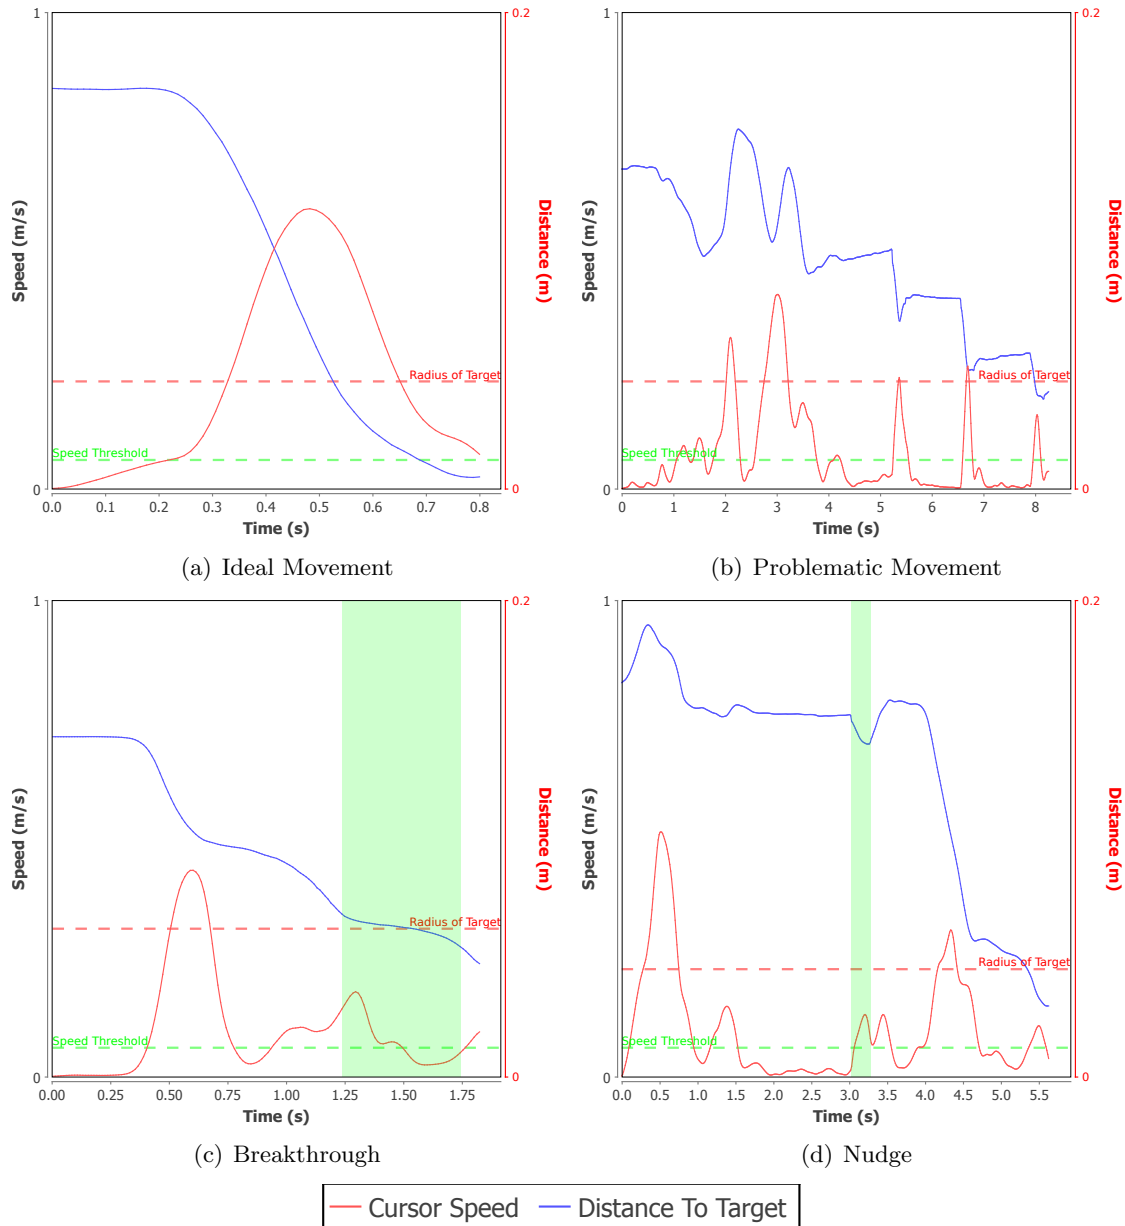 1
0.2
Speed (m/s)
Distance (m)
Radius of Target
Speed Threshold
0
0
0.0 0.1 0.2 0.3 0.4 0.5 0.6 0.7 0.8
Time (s)
(a) Ideal Movement
1
0.2
Speed (m/s)
Distance (m)
Radius of Target
Speed Threshold
0
0
0 1 2 3 4 5 6 7 8
Time (s)
(b) Problematic Movement
1
0.2
Speed (m/s)
Distance (m)
Radius of Target
Speed Threshold
0
0
0.00 0.25 0.50 0.75 1.00 1.25 1.50 1.75
Time (s)
(c) Breakthrough
1
0.2
Speed (m/s)
Distance (m)
Radius of Target
Speed Threshold
0
0
0.0 0.5 1.0 1.5 2.0 2.5 3.0 3.5 4.0 4.5 5.0 5.5
Time (s)
(d) Nudge
Cursor Speed Distance To Target